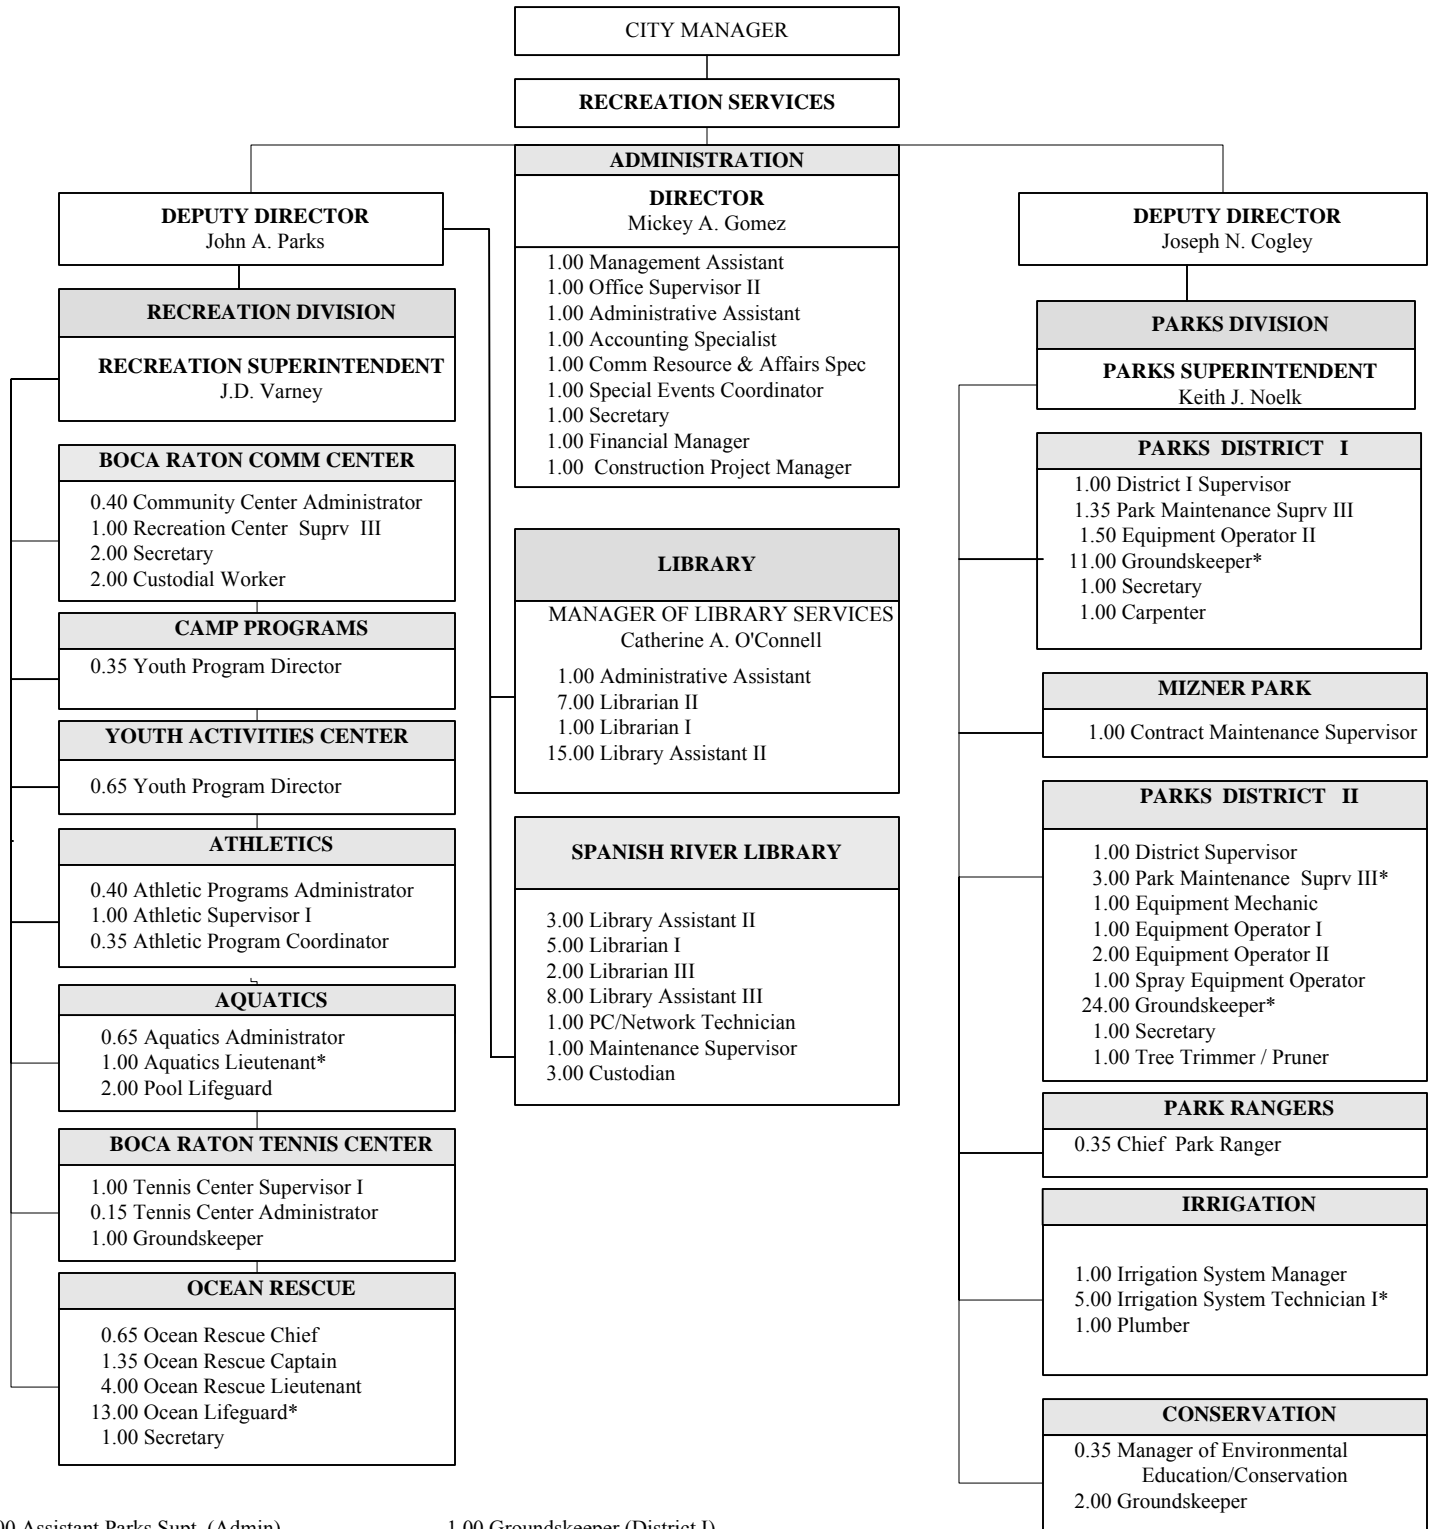 CITY MANAGER
RECREATION SERVICES
ADMINISTRATION
DIRECTOR
Mickey A. Gomez
1.00 Management Assistant
1.00 Office Supervisor II
1.00 Administrative Assistant
1.00 Accounting Specialist
1.00 Comm Resource & Affairs Spec
1.00 Special Events Coordinator
1.00 Secretary
1.00 Financial Manager
1.00 Construction Project Manager
DEPUTY DIRECTOR
John A. Parks
RECREATION DIVISION
RECREATION SUPERINTENDENT
J.D. Varney
BOCA RATON COMM CENTER
0.40 Community Center Administrator
1.00 Recreation Center Suprv III
2.00 Secretary
2.00 Custodial Worker
CAMP PROGRAMS
0.35 Youth Program Director
YOUTH ACTIVITIES CENTER
0.65 Youth Program Director
ATHLETICS
0.40 Athletic Programs Administrator
1.00 Athletic Supervisor I
0.35 Athletic Program Coordinator
AQUATICS
0.65 Aquatics Administrator
1.00 Aquatics Lieutenant*
2.00 Pool Lifeguard
BOCA RATON TENNIS CENTER
1.00 Tennis Center Supervisor I
0.15 Tennis Center Administrator
1.00 Groundskeeper
OCEAN RESCUE
0.65 Ocean Rescue Chief
1.35 Ocean Rescue Captain
4.00 Ocean Rescue Lieutenant
13.00 Ocean Lifeguard*
1.00 Secretary
LIBRARY
MANAGER OF LIBRARY SERVICES
Catherine A. O'Connell
1.00 Administrative Assistant
7.00 Librarian II
1.00 Librarian I
15.00 Library Assistant II
SPANISH RIVER LIBRARY
3.00 Library Assistant II
5.00 Librarian I
2.00 Librarian III
8.00 Library Assistant III
1.00 PC/Network Technician
1.00 Maintenance Supervisor
3.00 Custodian
DEPUTY DIRECTOR
Joseph N. Cogley
PARKS DIVISION
PARKS SUPERINTENDENT
Keith J. Noelk
PARKS DISTRICT I
1.00 District I Supervisor
1.35 Park Maintenance Suprv III
1.50 Equipment Operator II
11.00 Groundskeeper*
1.00 Secretary
1.00 Carpenter
MIZNER PARK
1.00 Contract Maintenance Supervisor
PARKS DISTRICT II
1.00 District Supervisor
3.00 Park Maintenance Suprv III*
1.00 Equipment Mechanic
1.00 Equipment Operator I
2.00 Equipment Operator II
1.00 Spray Equipment Operator
24.00 Groundskeeper*
1.00 Secretary
1.00 Tree Trimmer / Pruner
PARK RANGERS
0.35 Chief Park Ranger
IRRIGATION
1.00 Irrigation System Manager
5.00 Irrigation System Technician I*
1.00 Plumber
CONSERVATION
0.35 Manager of Environmental
Education/Conservation
2.00 Groundskeeper
00 Assistant Parks Supt. (Admin)
1.00 Groundskeeper (District I)